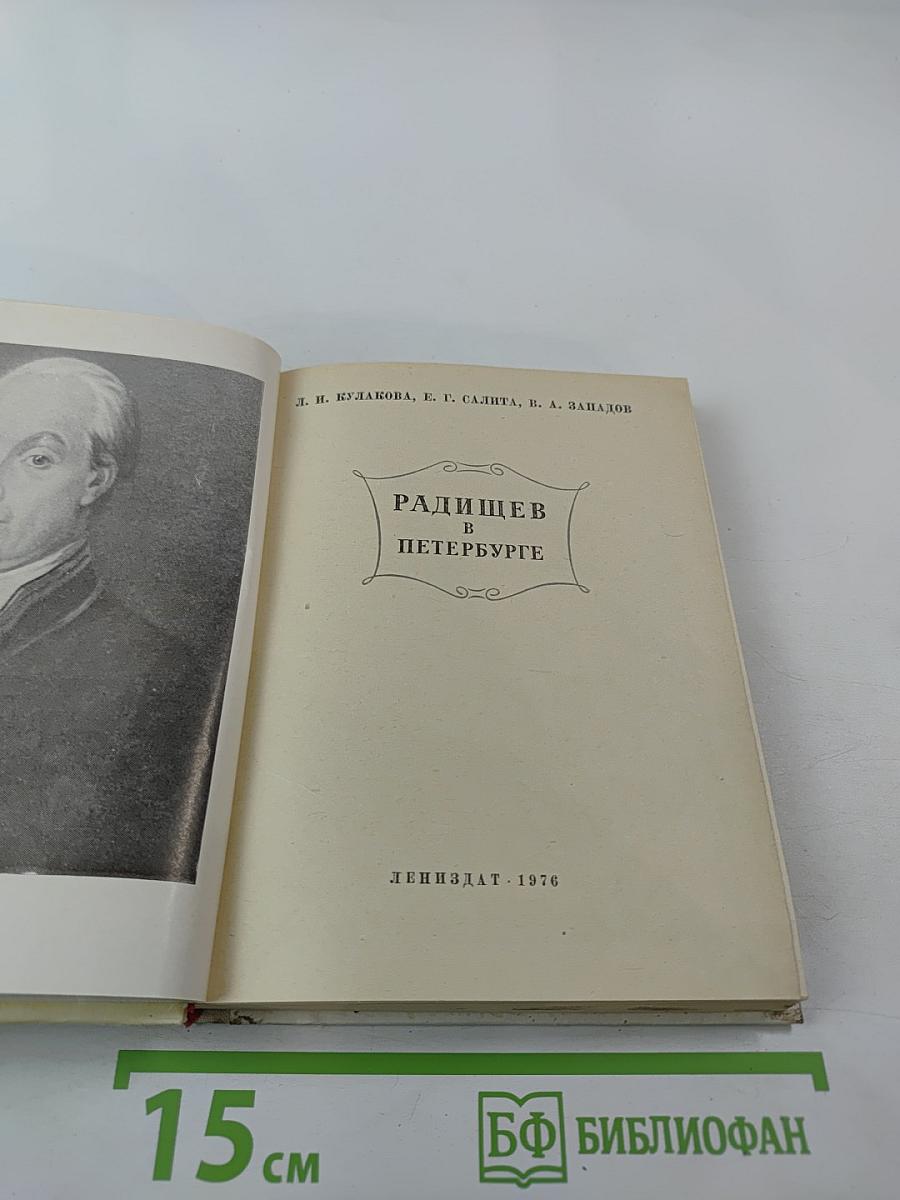 Л. И. КУЛАКОВА, Е. Г. САЛИТА, В. А. ЗАПАДОВ
РАДИЩЕВ
В
ПЕТЕРБУРГЕ
ЛЕНИЗДАТ · 1976
15 см
БФ БИБЛИОФАН